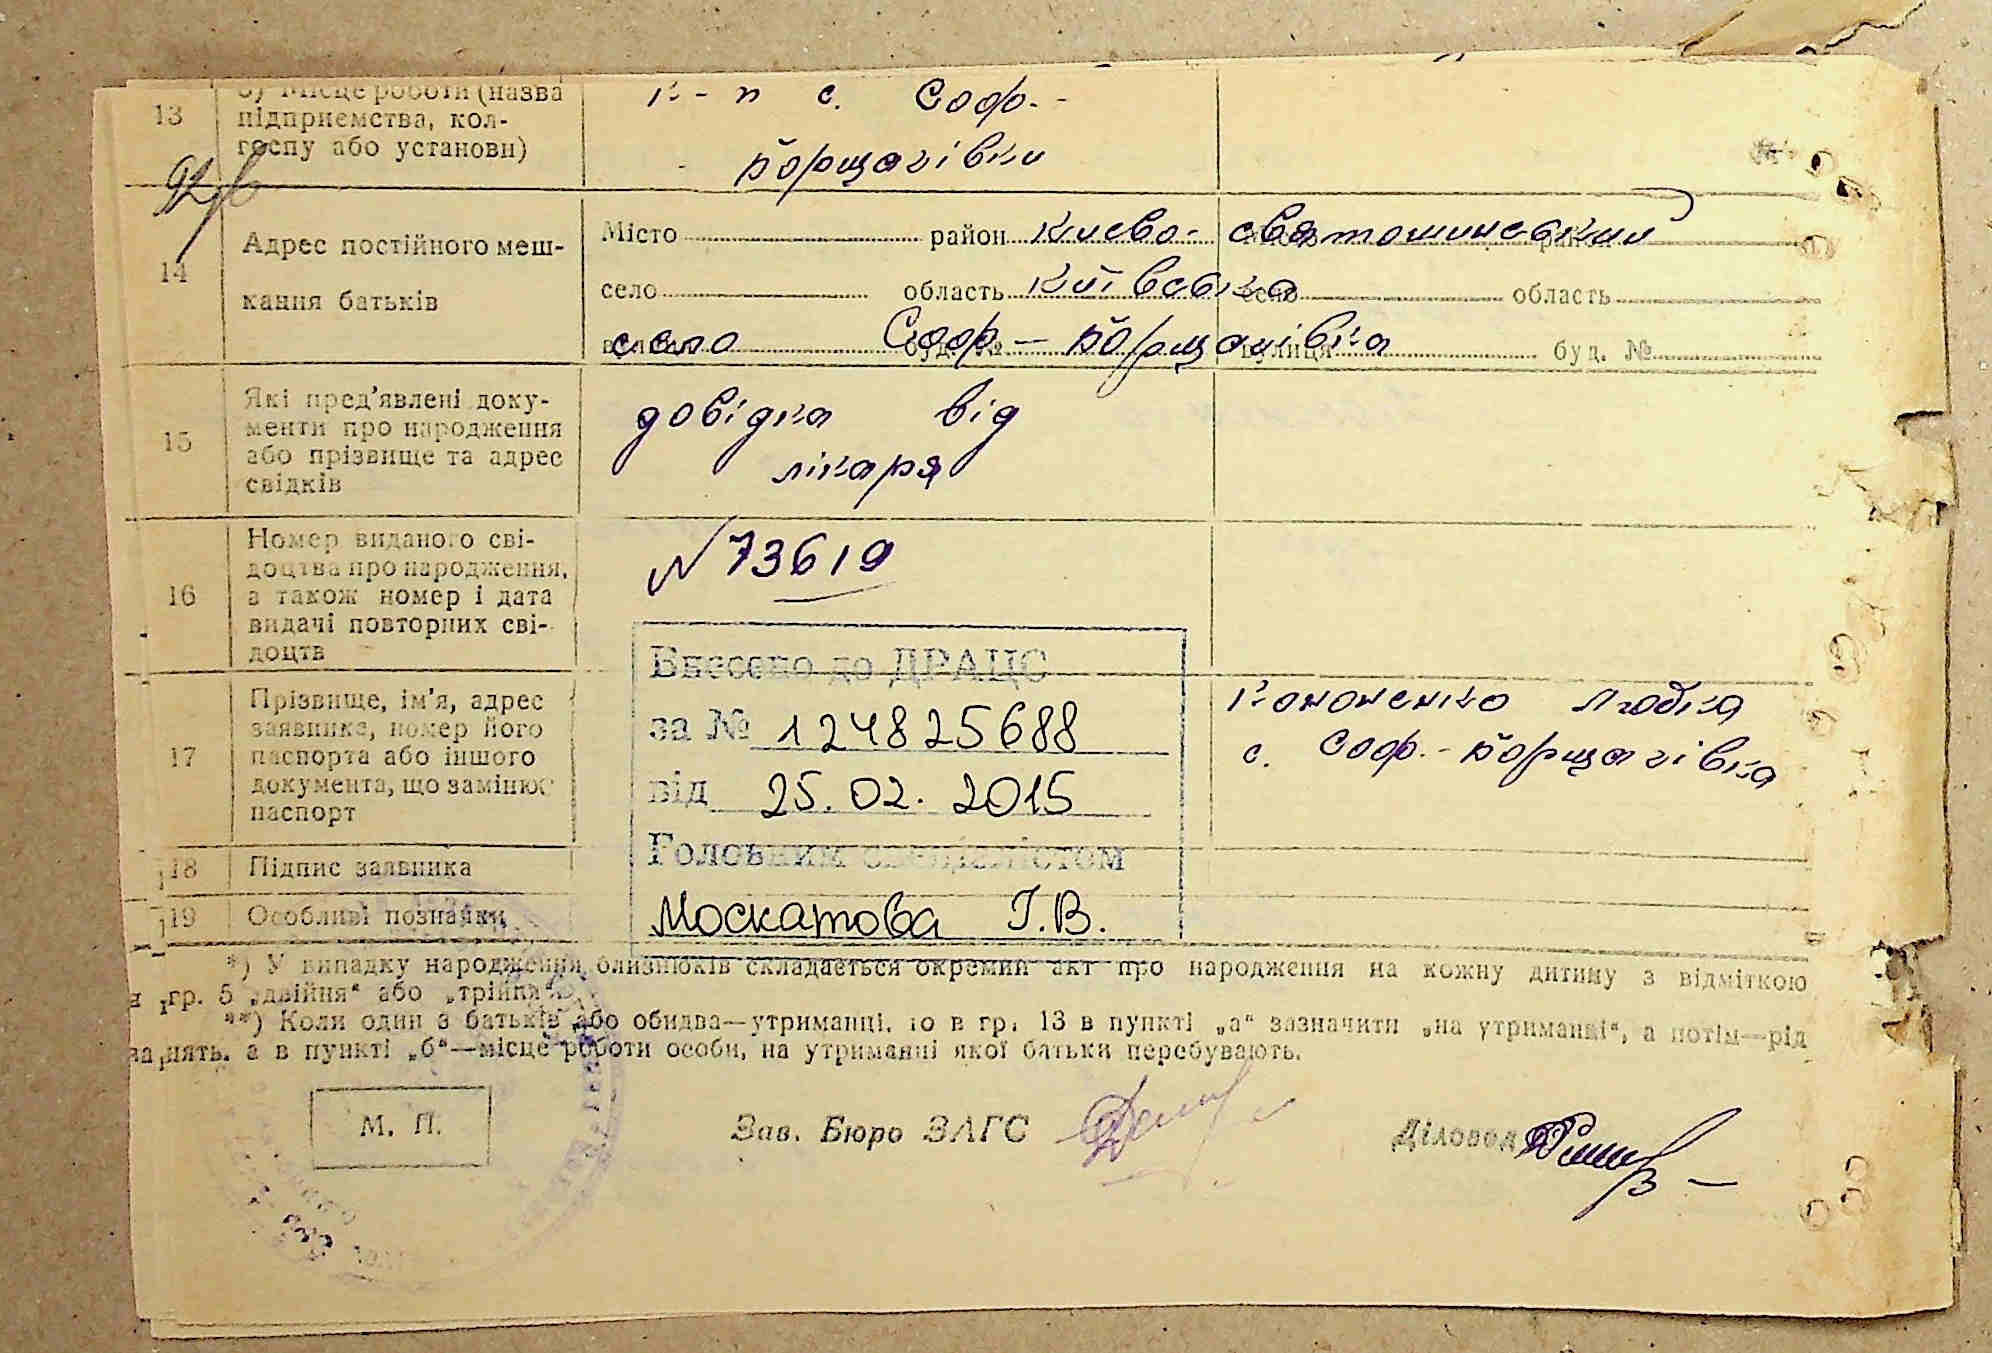 13
б) Місце роботи (назва
підприємства, кол-
госпу або установи)
к-п с. Соф.-
- Борщагівки
14
Адрес постійного меш-
кання батьків
Місто район Києво-Святошинський
село область Київська область
село Соф-Борщагівка
вулиця буд. № вулиця буд. №
15
Які пред'явлені доку-
менти про народження
або прізвище та адрес
свідків
довідка від
лікаря
16
Номер виданого сві-
доцтва про народження,
а також номер і дата
видачі повторних сві-
доцтв
№ 73619
17
Прізвище, ім'я, адрес
заявника, номер його
паспорта або іншого
документа, що замінює
паспорт
Кононенко Любка
с. Соф.-Борщагівка
Внесено до ДРАЦС
за № 124825688
від 25.02.2015
Головним спеціалістом
Москатова І.В.
18
Підпис заявника
19
Особливі познайки
*) У випадку народження близнюків складається окремий акт про народження на кожну дитину з відміткою
гр. 5 „двійня“ або „трійня“.
**) Коли один з батьків або обидва—утриманці, то в гр. 13 в пункті „а“ зазначити „на утриманні“, а потім—рід
занять, а в пункті „б“—місце роботи особи, на утриманні якої батьки перебувають.
М. П.
Зав. Бюро ЗАГС
Діловод